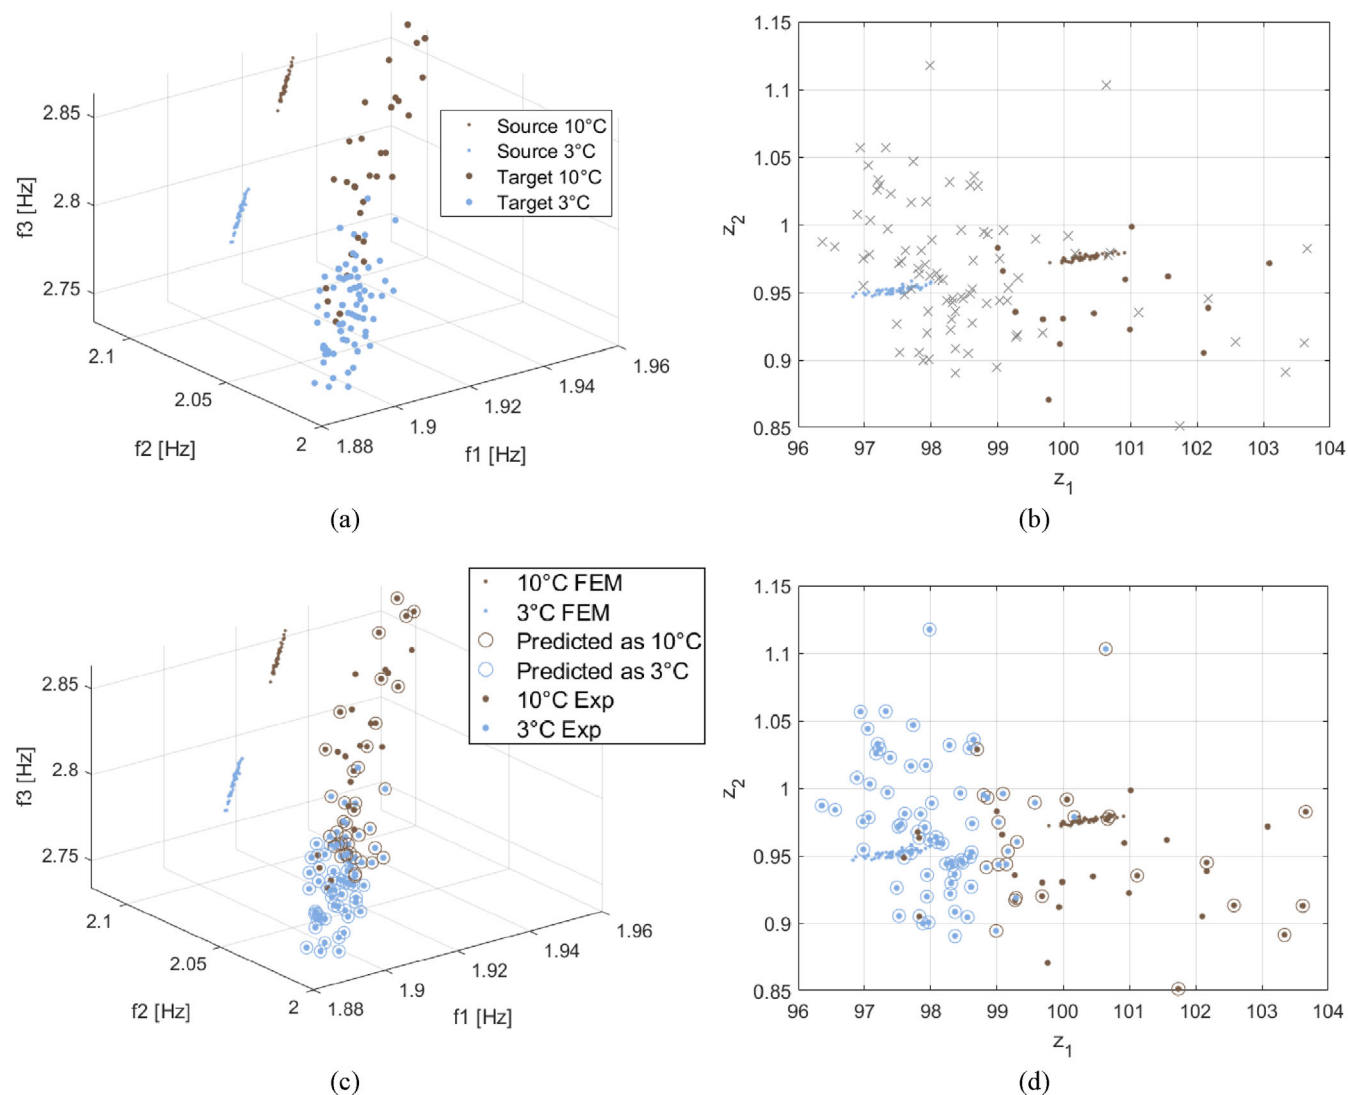 2.85
2.8
2.75
f3 [Hz]
2.1
2.05
2
f2 [Hz]
1.88
1.9
1.92
1.94
1.96
f1 [Hz]
Source 10°C
Source 3°C
Target 10°C
Target 3°C
(a)
1.15
1.1
1.05
1
0.95
0.9
0.85
z2
96 97 98 99 100 101 102 103 104
z1
(b)
2.85
2.8
2.75
f3 [Hz]
2.1
2.05
2
f2 [Hz]
1.88
1.9
1.92
1.94
1.96
f1 [Hz]
10°C FEM
3°C FEM
Predicted as 10°C
Predicted as 3°C
10°C Exp
3°C Exp
(c)
1.15
1.1
1.05
1
0.95
0.9
0.85
z2
96 97 98 99 100 101 102 103 104
z1
(d)